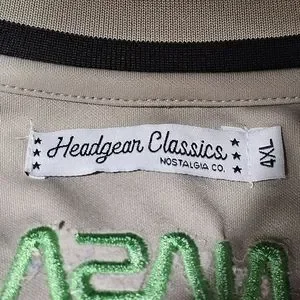 Headgear Classics
NOSTALGIA CO.
4XL